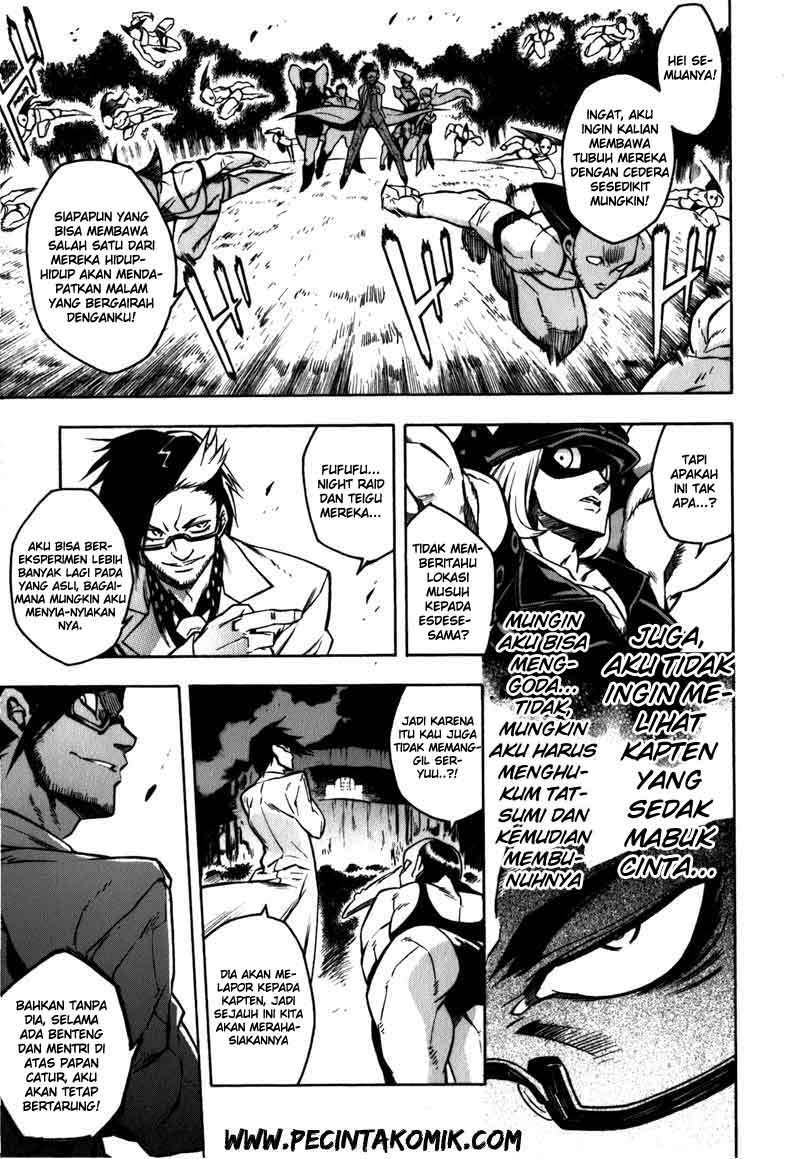 HEI SE-
MUANYA!
INGAT, AKU
INGIN KALIAN
MEMBAWA
TUBUH MEREKA
DENGAN CEDERA
SESEDIKIT
MUNGKIN!
SIAPAPUN YANG
BISA MEMBAWA
SALAH SATU DARI
MEREKA HIDUP-
HIDUP AKAN MENDA-
PATKAN MALAM
YANG BERGAIRAH
DENGANKU!
TAPI
APAKAH
INI TAK
APA...?
TIDAK MEM-
BERITAHU
LOKASI
MUSUH
KEPADA
ESDESE-
SAMA?
FUFUFU...
NIGHT RAID
DAN TEIGU
MEREKA...
AKU BISA BER-
EKSPERIMEN LEBIH
BANYAK LAGI PADA
YANG ASLI, BAGAI-
MANA MUNGKIN AKU
MENYIA-NYIAKAN
NYA.
JUGA,
AKU TIDAK
INGIN ME-
LIHAT
KAPTEN
YANG
SEDAK
MABUK
CINTA...
MUNGIN
AKU BISA
MENG-
GODA...
TIDAK,
MUNGKIN
AKU HARUS
MENGHU-
KUM TAT-
SUMI DAN
KEMUDIAN
MEMBU-
NUHNYA
JADI KARENA
ITU KAU JUGA
TIDAK MEMANG-
GIL SER-
YUU..?!
DIA AKAN ME-
LAPOR KEPADA
KAPTEN, JADI
SEJAUH INI KITA
AKAN MERAHA-
SIAKANNYA
BAHKAN TANPA
DIA, SELAMA
ADA BENTENG
DAN MENTRI DI
ATAS PAPAN
CATUR, AKU
AKAN TETAP
BERTARUNG!
WWW.PECINTAKOMIK.COM